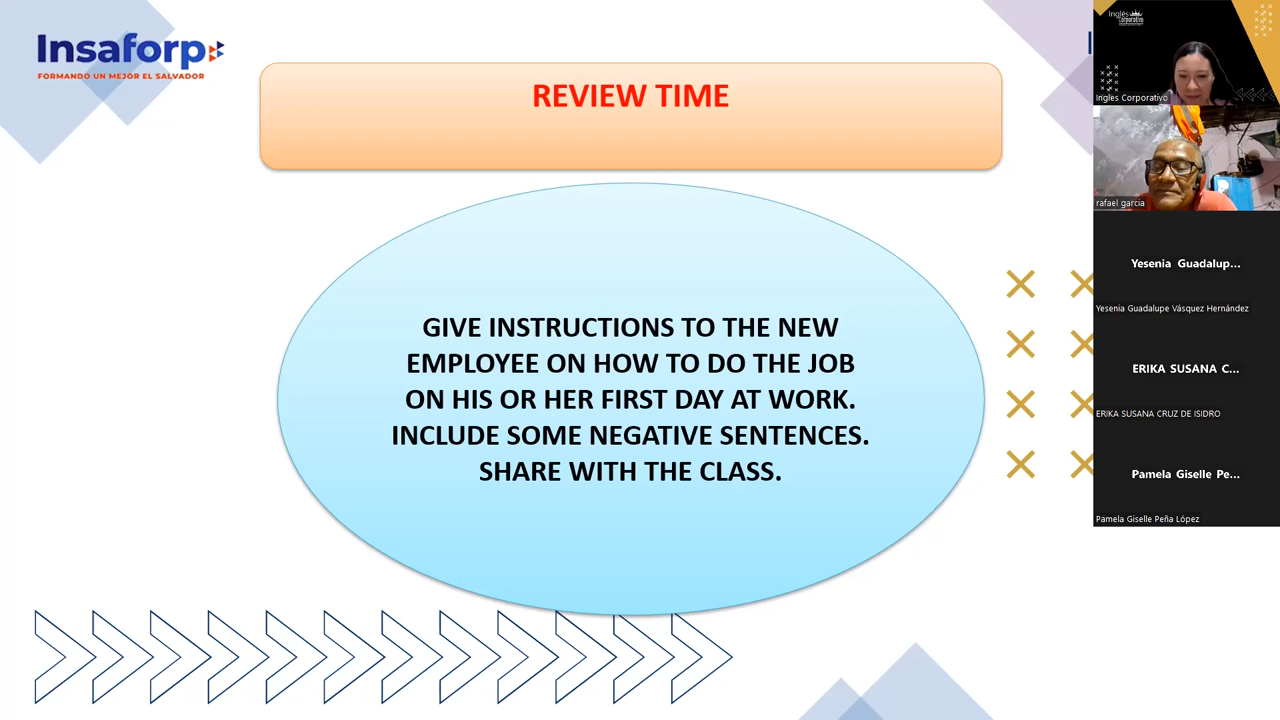 Insaforp
FORMANDO UN MEJOR EL SALVADOR
REVIEW TIME
GIVE INSTRUCTIONS TO THE NEW
EMPLOYEE ON HOW TO DO THE JOB
ON HIS OR HER FIRST DAY AT WORK.
INCLUDE SOME NEGATIVE SENTENCES.
SHARE WITH THE CLASS.
Inglés
Corporativo
Ingles Corporativo
rafael garcia
Yesenia Guadalup...
Yesenia Guadalupe Vásquez Hernández
ERIKA SUSANA C...
ERIKA SUSANA CRUZ DE ISIDRO
Pamela Giselle Pe...
Pamela Giselle Peña López